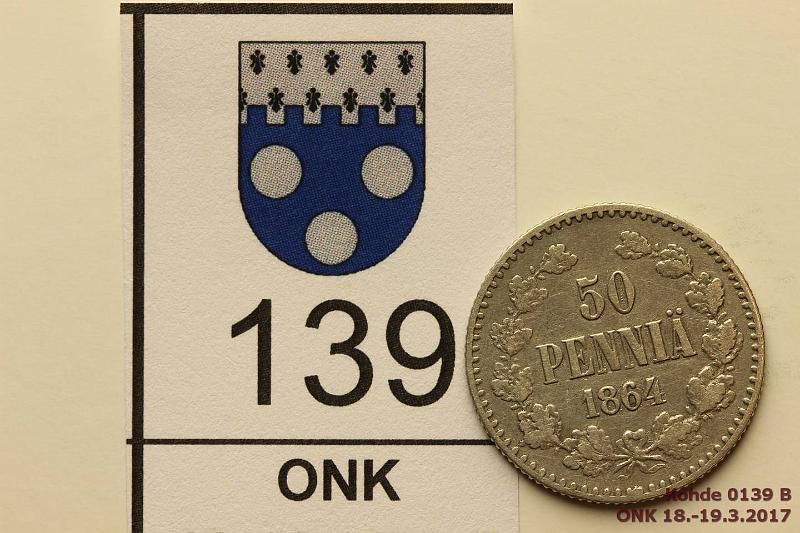 139
ONK
50
PENNIÄ
1864
Kohde 0139 B
ONK 18.-19.3.2017